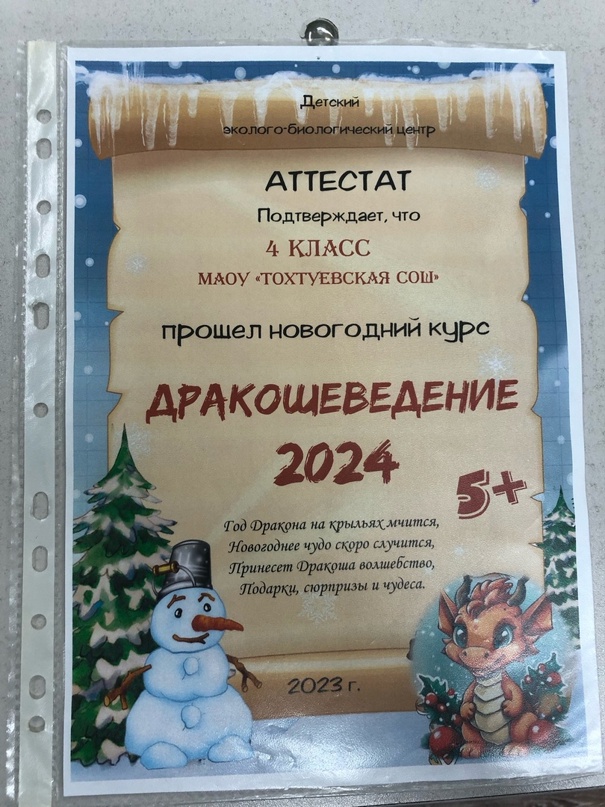 Детский
эколого-биологический центр
АТТЕСТАТ
Подтверждает, что
4 КЛАСС
МАОУ «ТОХТУЕВСКАЯ СОШ»
прошел новогодний курс
ДРАКОШЕВЕДЕНИЕ
2024
5+
Год Дракона на крыльях мчится,
Новогоднее чудо скоро случится,
Принесет Дракоша волшебство,
Подарки, сюрпризы и чудеса.
2023 г.